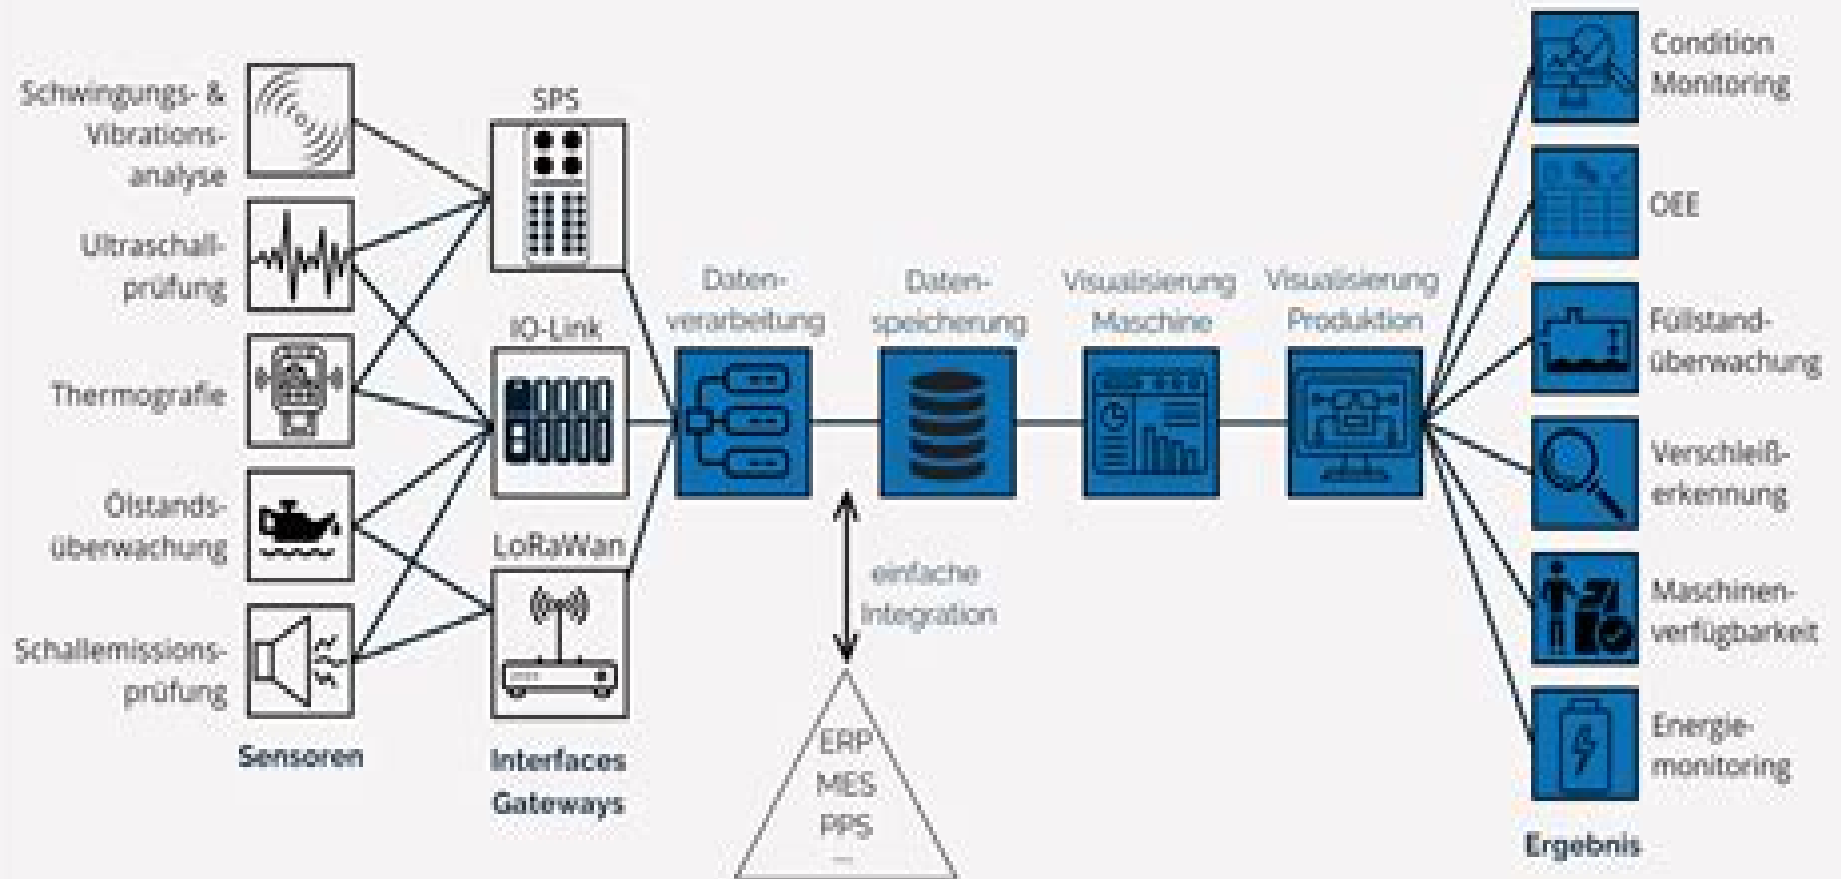 Schwingungs- &
Vibrations-
analyse
Ultraschall-
prüfung
Thermografie
Ölstands-
überwachung
Schallemissions-
prüfung
Sensoren
SPS
IO-Link
LoRaWan
Interfaces
Gateways
Daten-
verarbeitung
Daten-
speicherung
Visualisierung
Maschine
Visualisierung
Produktion
einfache
Integration
ERP
MES
PPS
...
Condition
Monitoring
OEE
Füllstand-
überwachung
Verschleiß-
erkennung
Maschinen-
verfügbarkeit
Energie-
monitoring
Ergebnis